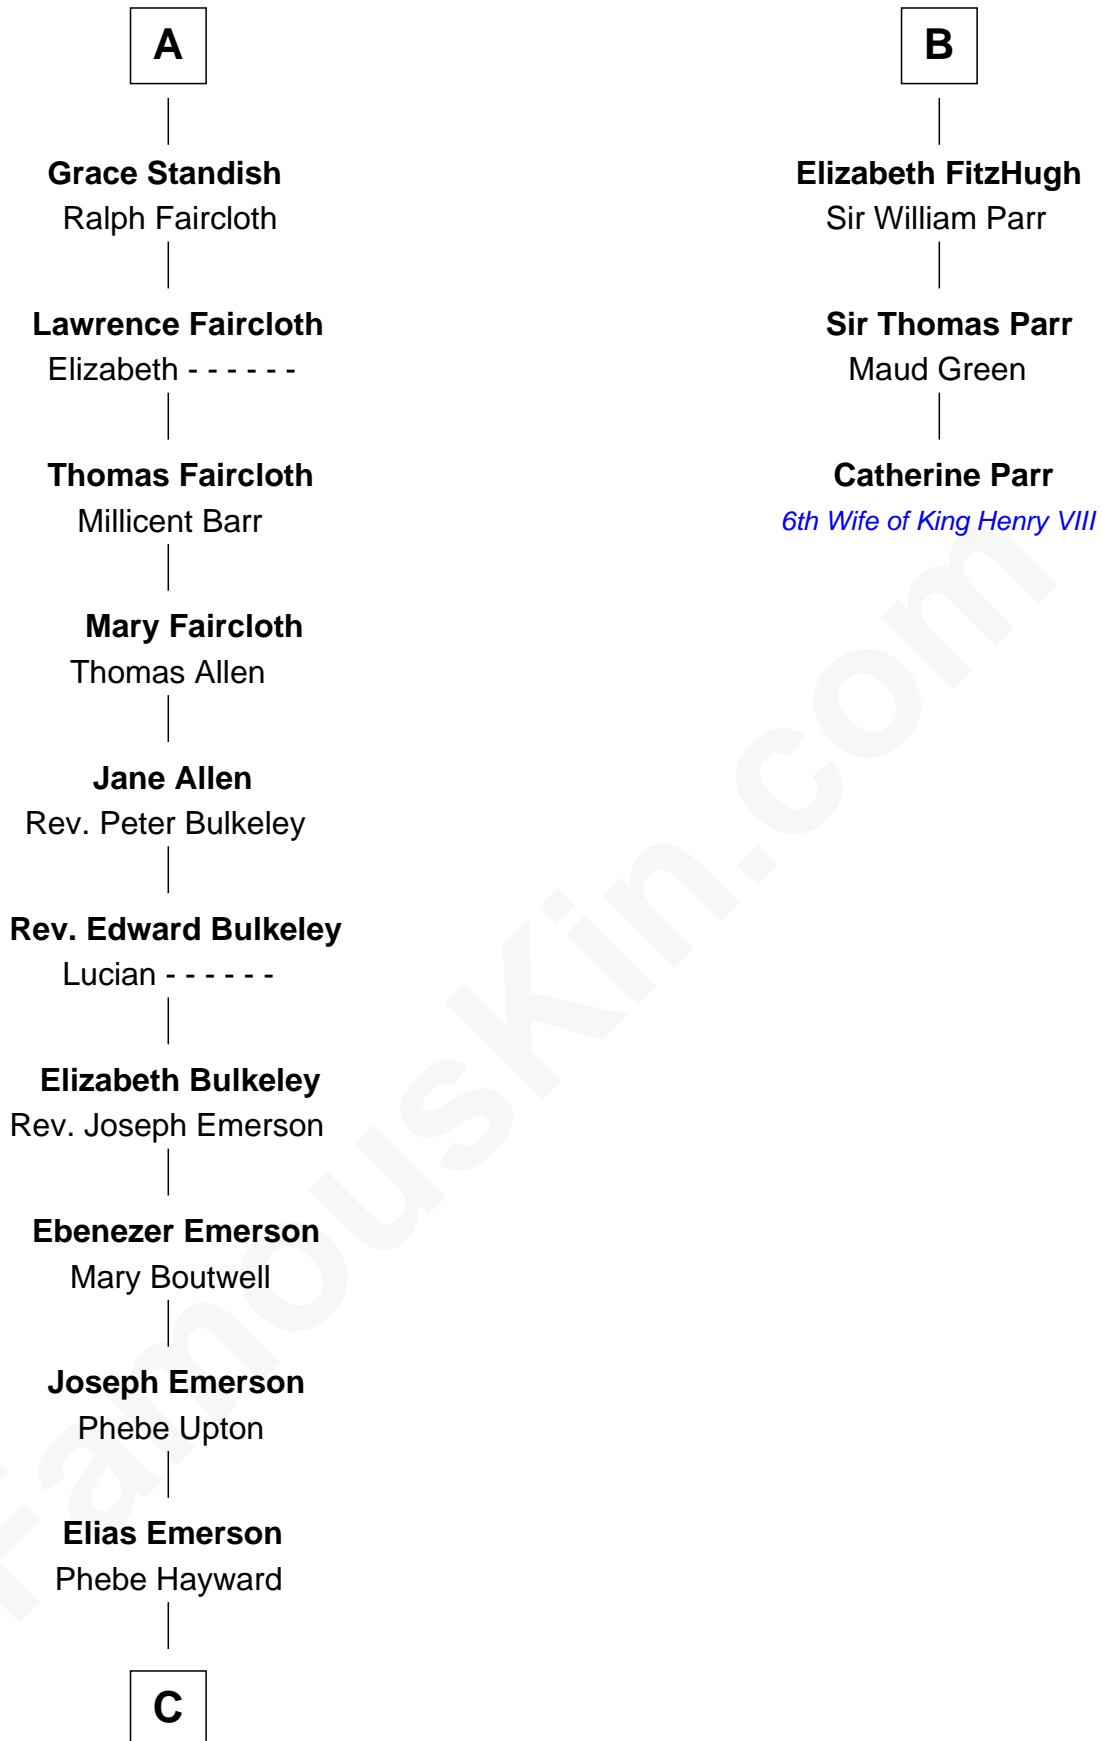 A
Grace Standish
Ralph Faircloth
Lawrence Faircloth
Elizabeth - - - - - -
Thomas Faircloth
Millicent Barr
Mary Faircloth
Thomas Allen
Jane Allen
Rev. Peter Bulkeley
Rev. Edward Bulkeley
Lucian - - - - - -
Elizabeth Bulkeley
Rev. Joseph Emerson
Ebenezer Emerson
Mary Boutwell
Joseph Emerson
Phebe Upton
Elias Emerson
Phebe Hayward
C
B
Elizabeth FitzHugh
Sir William Parr
Sir Thomas Parr
Maud Green
Catherine Parr
6th Wife of King Henry VIII
FamousKin.com